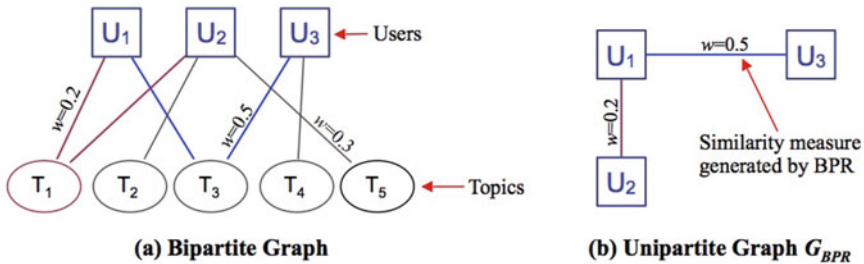 U1 U2 U3 Users
w=0.2 w=0.5 w=0.3
T1 T2 T3 T4 T5 Topics
(a) Bipartite Graph
U1 w=0.5 U3
w=0.2
Similarity measure
generated by BPR
U2
(b) Unipartite Graph GBPR